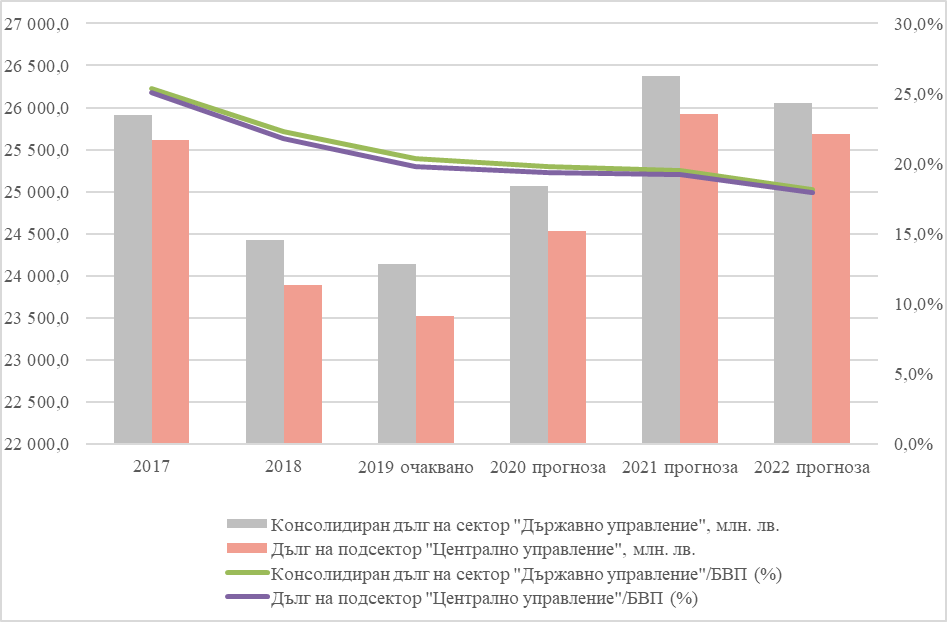 27 000,0
26 500,0
26 000,0
25 500,0
25 000,0
24 500,0
24 000,0
23 500,0
23 000,0
22 500,0
22 000,0
30,0%
25,0%
20,0%
15,0%
10,0%
5,0%
0,0%
2017
2018
2019 очаквано
2020 прогноза
2021 прогноза
2022 прогноза
Консолидиран дълг на сектор "Държавно управление", млн. лв.
Дълг на подсектор "Централно управление", млн. лв.
Консолидиран дълг на сектор "Държавно управление"/БВП (%)
Дълг на подсектор "Централно управление"/БВП (%)